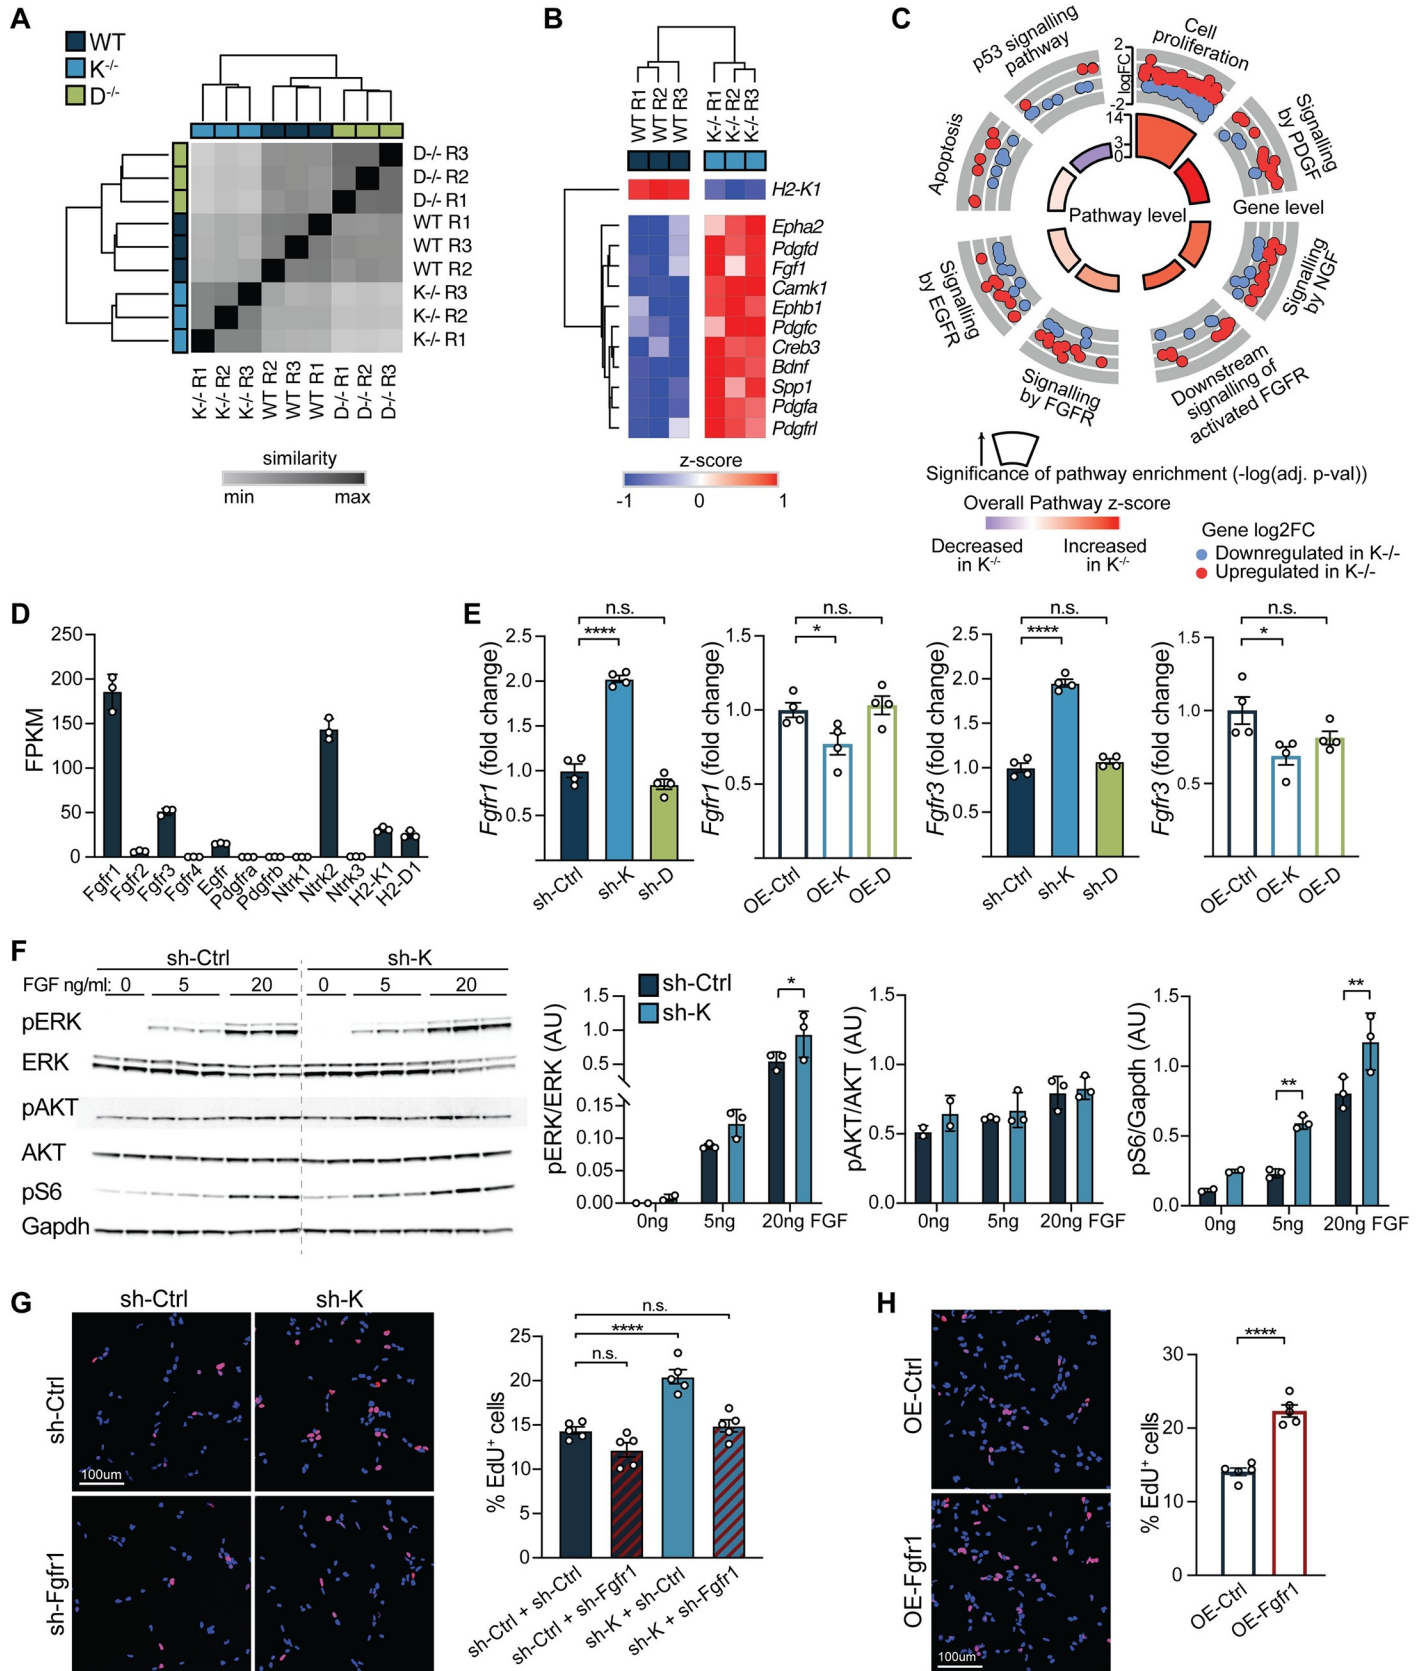 A
WT
K-/-
D-/-
D-/- R3
D-/- R2
D-/- R1
WT R1
WT R3
WT R2
K-/- R3
K-/- R2
K-/- R1
K-/- R1
K-/- R2
K-/- R3
WT R2
WT R3
WT R1
D-/- R1
D-/- R2
D-/- R3
similarity
min max
B
WT R1
WT R2
WT R3
K-/- R1
K-/- R2
K-/- R3
H2-K1
Epha2
Pdgfd
Fgf1
Camk1
Ephb1
Pdgfc
Creb3
Bdnf
Spp1
Pdgfa
Pdgfrl
z-score
-1 0 1
C
p53 signalling
pathway
Cell
proliferation
Signalling
by PDGF
Signalling
by NGF
Downstream
signalling of
activated FGFR
Signalling
by FGFR
Signalling
by EGFR
Apoptosis
2
logFC
-2
14
3
0
Pathway level
Gene level
Significance of pathway enrichment (-log(adj. p-val))
Overall Pathway z-score
Decreased
in K-/-
Increased
in K-/-
Gene log2FC
Downregulated in K-/-
Upregulated in K-/-
D
FPKM
250
200
150
100
50
0
Fgfr1
Fgfr2
Fgfr3
Fgfr4
Egfr
Pdgfra
Pdgfrb
Ntrk1
Ntrk2
Ntrk3
H2-K1
H2-D1
E
Fgfr1 (fold change)
2.5
2.0
1.5
1.0
0.5
n.s.
****
sh-Ctrl
sh-K
sh-D
Fgfr1 (fold change)
1.5
1.0
0.5
n.s.
*
OE-Ctrl
OE-K
OE-D
Fgfr3 (fold change)
2.5
2.0
1.5
1.0
0.5
n.s.
****
sh-Ctrl
sh-K
sh-D
Fgfr3 (fold change)
1.5
1.0
0.5
n.s.
*
OE-Ctrl
OE-K
OE-D
F
sh-Ctrl sh-K
FGF ng/ml: 0 5 20 0 5 20
pERK
ERK
pAKT
AKT
pS6
Gapdh
sh-Ctrl
sh-K
pERK/ERK (AU)
1.5
1.0
0.5
0.15
0.10
0.05
0.00
*
0ng 5ng 20ng FGF
pAKT/AKT (AU)
1.5
1.0
0.5
0.0
0ng 5ng 20ng FGF
pS6/Gapdh (AU)
1.5
1.0
0.5
0.0
**
**
0ng 5ng 20ng FGF
G
sh-Ctrl sh-K
sh-Ctrl
sh-Fgfr1
100um
% EdU+ cells
25
20
15
10
5
0
n.s.
****
n.s.
sh-Ctrl + sh-Ctrl
sh-Ctrl + sh-Fgfr1
sh-K + sh-Ctrl
sh-K + sh-Fgfr1
H
OE-Ctrl
OE-Fgfr1
100um
% EdU+ cells
30
20
10
0
****
OE-Ctrl
OE-Fgfr1